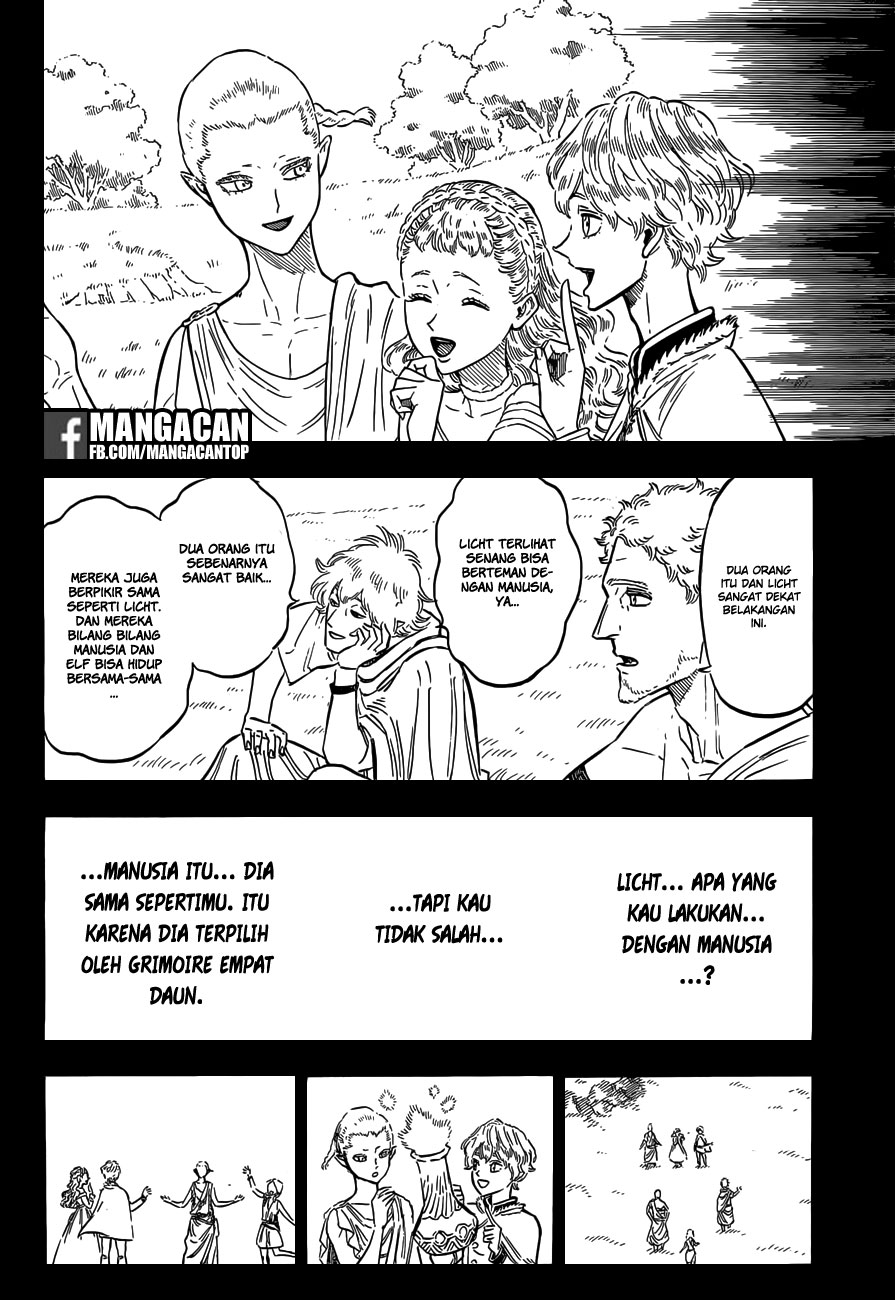 f MANGACAN
FB.COM/MANGACANTOP
DUA ORANG
ITU DAN LICHT
SANGAT DEKAT
BELAKANGAN
INI.
LICHT TERLIHAT
SENANG BISA
BERTEMAN DE-
NGAN MANUSIA,
YA...
DUA ORANG ITU
SEBENARNYA
SANGAT BAIK...
MEREKA JUGA
BERPIKIR SAMA
SEPERTI LICHT.
DAN MEREKA
BILANG BILANG
MANUSIA DAN
ELF BISA HIDUP
BERSAMA-SAMA
...
LICHT... APA YANG
KAU LAKUKAN...
DENGAN MANUSIA
...?
...TAPI KAU
TIDAK SALAH...
...MANUSIA ITU... DIA
SAMA SEPERTIMU. ITU
KARENA DIA TERPILIH
OLEH GRIMOIRE EMPAT
DAUN.